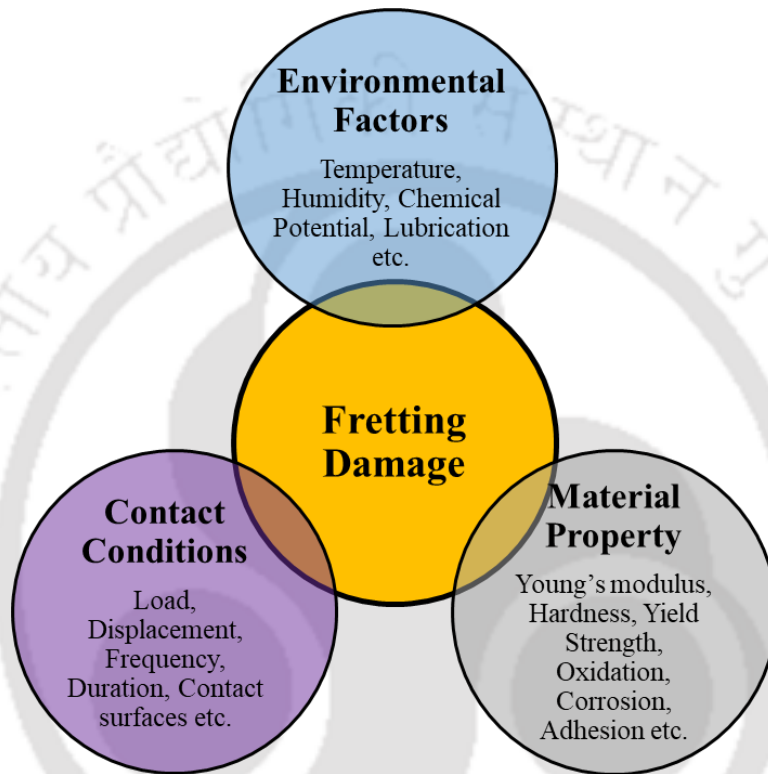 Environmental
Factors
Temperature,
Humidity, Chemical
Potential, Lubrication
etc.
Fretting
Damage
Contact
Conditions
Load,
Displacement,
Frequency,
Duration, Contact
surfaces etc.
Material
Property
Young's modulus,
Hardness, Yield
Strength,
Oxidation,
Corrosion,
Adhesion etc.